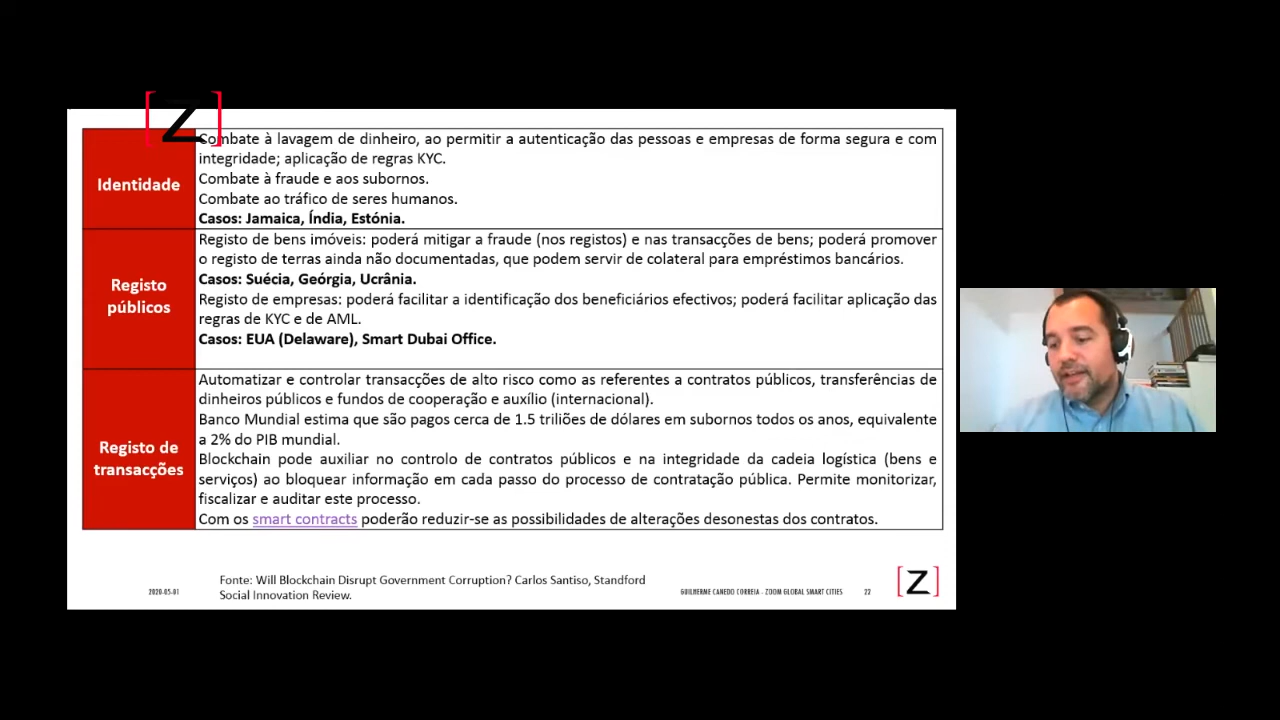 Z
Combate à lavagem de dinheiro, ao permitir a autenticação das pessoas e empresas de forma segura e com
integridade; aplicação de regras KYC.
Identidade
Combate à fraude e aos subornos.
Combate ao tráfico de seres humanos.
Casos: Jamaica, Índia, Estónia.
Registo de bens imóveis: poderá mitigar a fraude (nos registos) e nas transacções de bens; poderá promover
o registo de terras ainda não documentadas, que podem servir de colateral para empréstimos bancários.
Registo
públicos
Casos: Suécia, Geórgia, Ucrânia.
Registo de empresas: poderá facilitar a identificação dos beneficiários efectivos; poderá facilitar aplicação das
regras de KYC e de AML.
Casos: EUA (Delaware), Smart Dubai Office.
Automatizar e controlar transacções de alto risco como as referentes a contratos públicos, transferências de
dinheiros públicos e fundos de cooperação e auxílio (internacional).
Banco Mundial estima que são pagos cerca de 1.5 triliões de dólares em subornos todos os anos, equivalente
a 2% do PIB mundial.
Registo de
transacções
Blockchain pode auxiliar no controlo de contratos públicos e na integridade da cadeia logística (bens e
serviços) ao bloquear informação em cada passo do processo de contratação pública. Permite monitorizar,
fiscalizar e auditar este processo.
Com os smart contracts poderão reduzir-se as possibilidades de alterações desonestas dos contratos.
2020-05-01
Fonte: Will Blockchain Disrupt Government Corruption? Carlos Santiso, Standford
Social Innovation Review.
GUILHERME CANEDO CORREIA - ZOOM GLOBAL SMART CITIES
22
[Z]